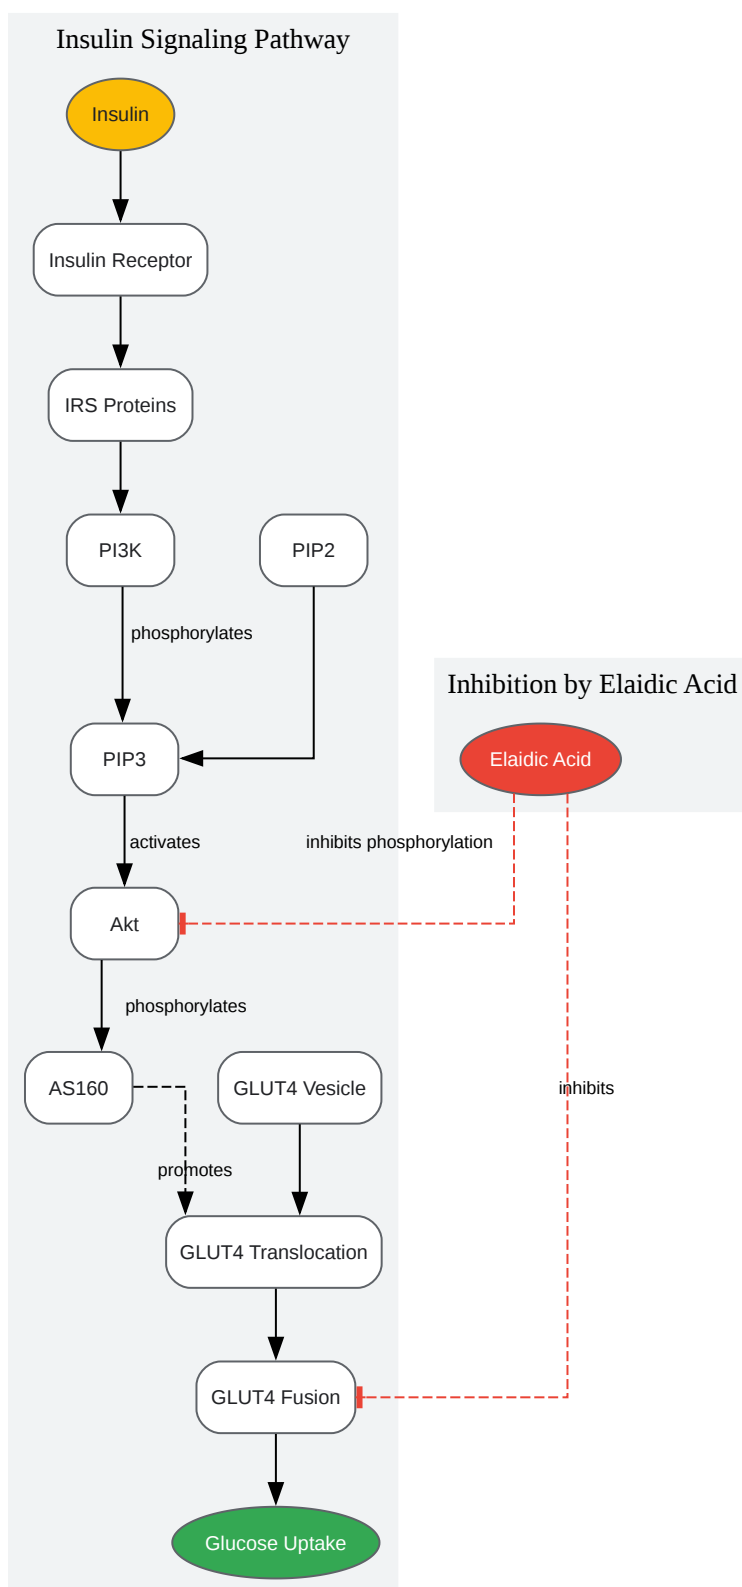 Insulin Signaling Pathway
Insulin
Insulin Receptor
IRS Proteins
PI3K
PIP2
phosphorylates
Inhibition by Elaidic Acid
PIP3
Elaidic Acid
activates
inhibits phosphorylation
Akt
phosphorylates
AS160
GLUT4 Vesicle
inhibits
promotes
GLUT4 Translocation
GLUT4 Fusion
Glucose Uptake